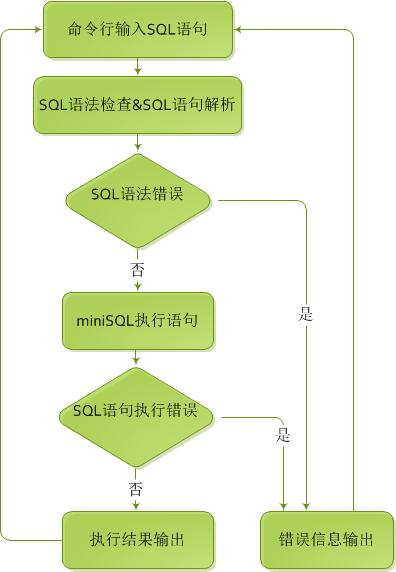 命令行输入SQL语句
SQL语法检查&SQL语句解析
SQL语法错误
否
是
miniSQL执行语句
SQL语句执行错误
是
否
执行结果输出
错误信息输出